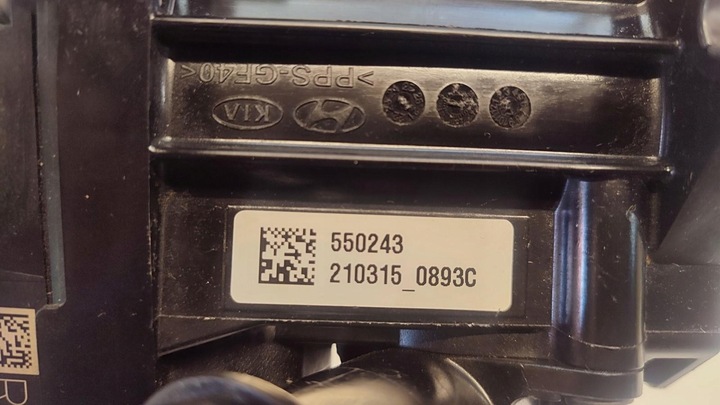 >PPS-GF40<
KIA
550243
210315_0893C
R